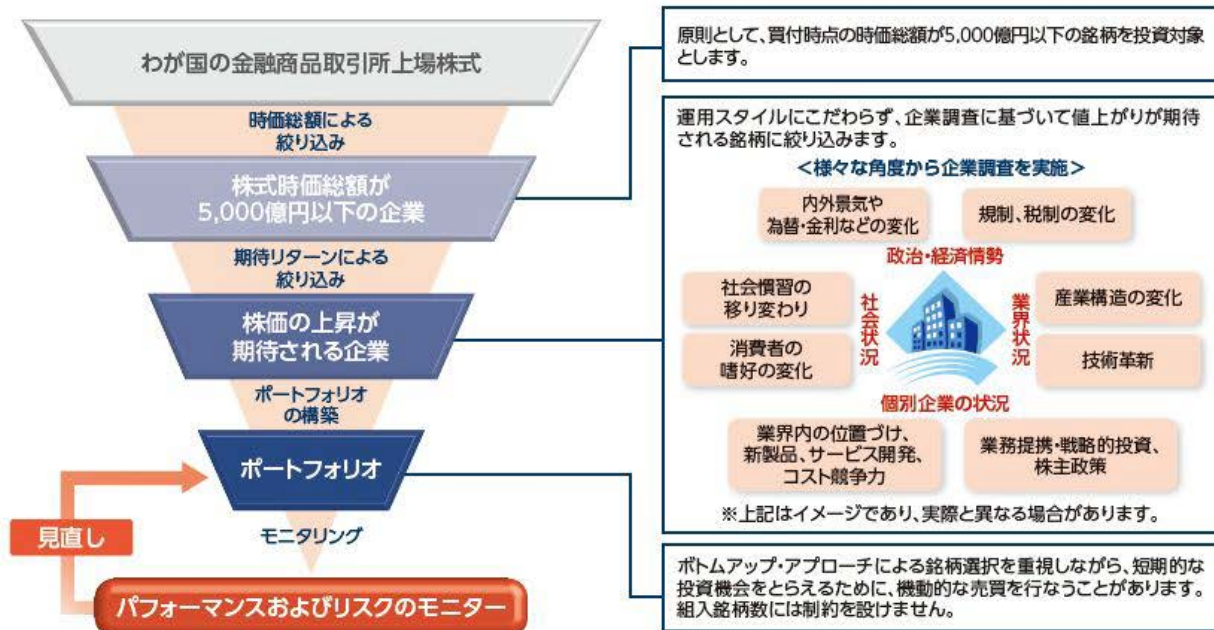 わが国の金融商品取引所上場株式
時価総額による
絞り込み
株式時価総額が
5,000億円以下の企業
期待リターンによる
絞り込み
株価の上昇が
期待される企業
ポートフォリオ
の構築
ポートフォリオ
見直し
モニタリング
パフォーマンスおよびリスクのモニター
原則として、買付時点の時価総額が5,000億円以下の銘柄を投資対象
とします。
運用スタイルにこだわらず、企業調査に基づいて値上がりが期待
される銘柄に絞り込みます。
<様々な角度から企業調査を実施>
内外景気や
為替・金利などの変化
規制、税制の変化
政治・経済情勢
社会慣習の
移り変わり
消費者の
嗜好の変化
社会状況
業界状況
産業構造の変化
技術革新
個別企業の状況
業界内の位置づけ、
新製品、サービス開発、
コスト競争力
業務提携・戦略的投資、
株主政策
※上記はイメージであり、実際と異なる場合があります。
ボトムアップ・アプローチによる銘柄選択を重視しながら、短期的な
投資機会をとらえるために、機動的な売買を行なうことがあります。
組入銘柄数には制約を設けません。